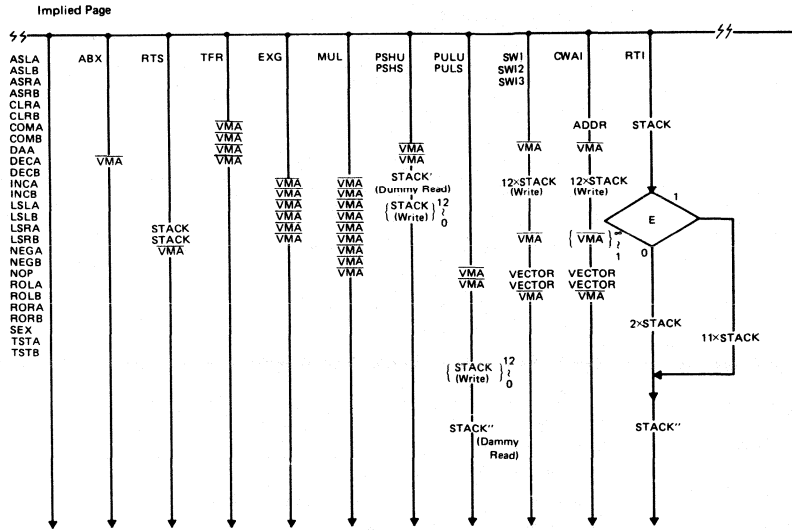 Implied Page
ASLA
ASLB
ASRA
ASRB
CLRA
CLRB
COMA
COMB
DAA
DECA
DECB
INCA
INCB
LSLA
LSLB
LSRA
LSRB
NEGA
NEGB
NOP
ROLA
ROLB
RORA
RORB
SEX
TSTA
TSTB
ABX
VMA
RTS
STACK
STACK
VMA
TFR
VMA
VMA
VMA
VMA
EXG
VMA
VMA
VMA
VMA
VMA
VMA
MUL
VMA
VMA
VMA
VMA
VMA
VMA
VMA
VMA
VMA
PSHU
PSHS
VMA
VMA
STACK'
(Dummy Read)
{ STACK (Write) } 12 ~ 0
PULU
PULS
VMA
VMA
{ STACK (Write) } 12 ~ 0
STACK''
(Dammy
Read)
SWI
SWI2
SWI3
VMA
12×STACK
(Write)
VMA
VECTOR
VECTOR
VMA
CWAI
ADDR
VMA
12×STACK
(Write)
{ VMA } ∞ ~ 1
VECTOR
VECTOR
VMA
RTI
STACK
E
1
0
2×STACK
11×STACK
STACK''